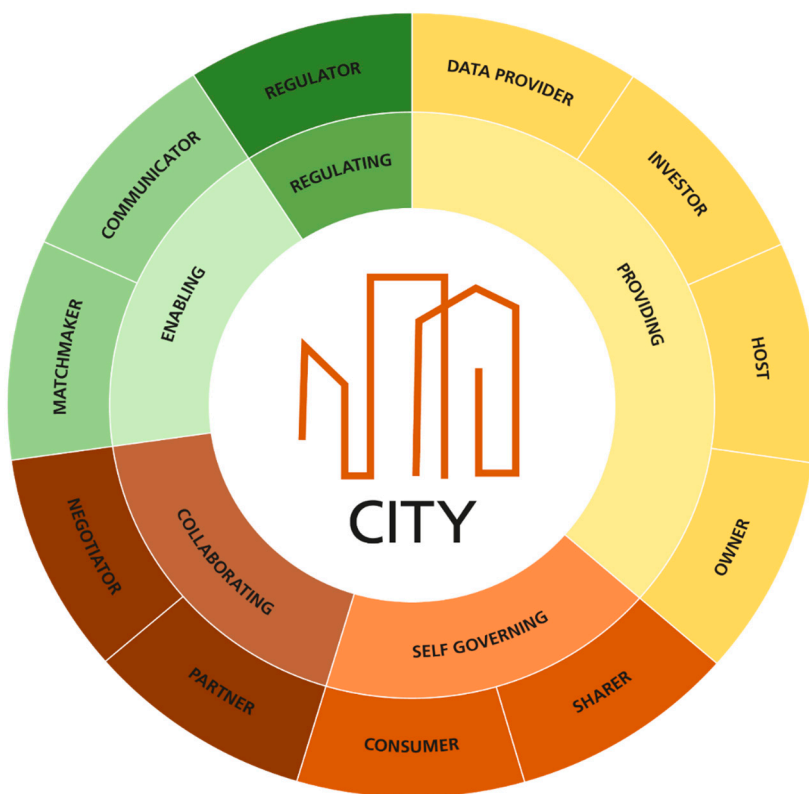 REGULATOR
DATA PROVIDER
COMMUNICATOR
REGULATING
INVESTOR
ENABLING
PROVIDING
MATCHMAKER
HOST
CITY
NEGOTIATOR
COLLABORATING
OWNER
SELF GOVERNING
PARTNER
SHARER
CONSUMER